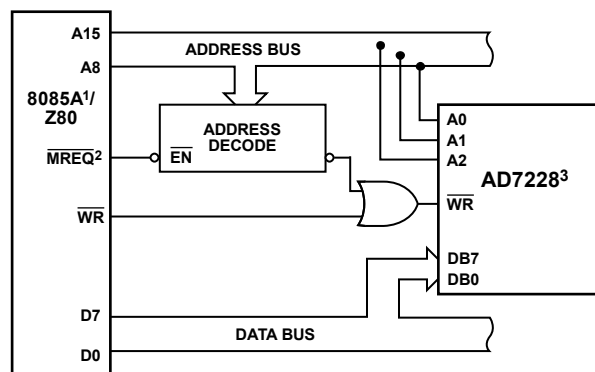 A15
ADDRESS BUS
A8
8085A¹/
Z80
ADDRESS
DECODE
A0
A1
A2
MREQ²
EN
AD7228³
WR
WR
DB7
DB0
D7
DATA BUS
D0